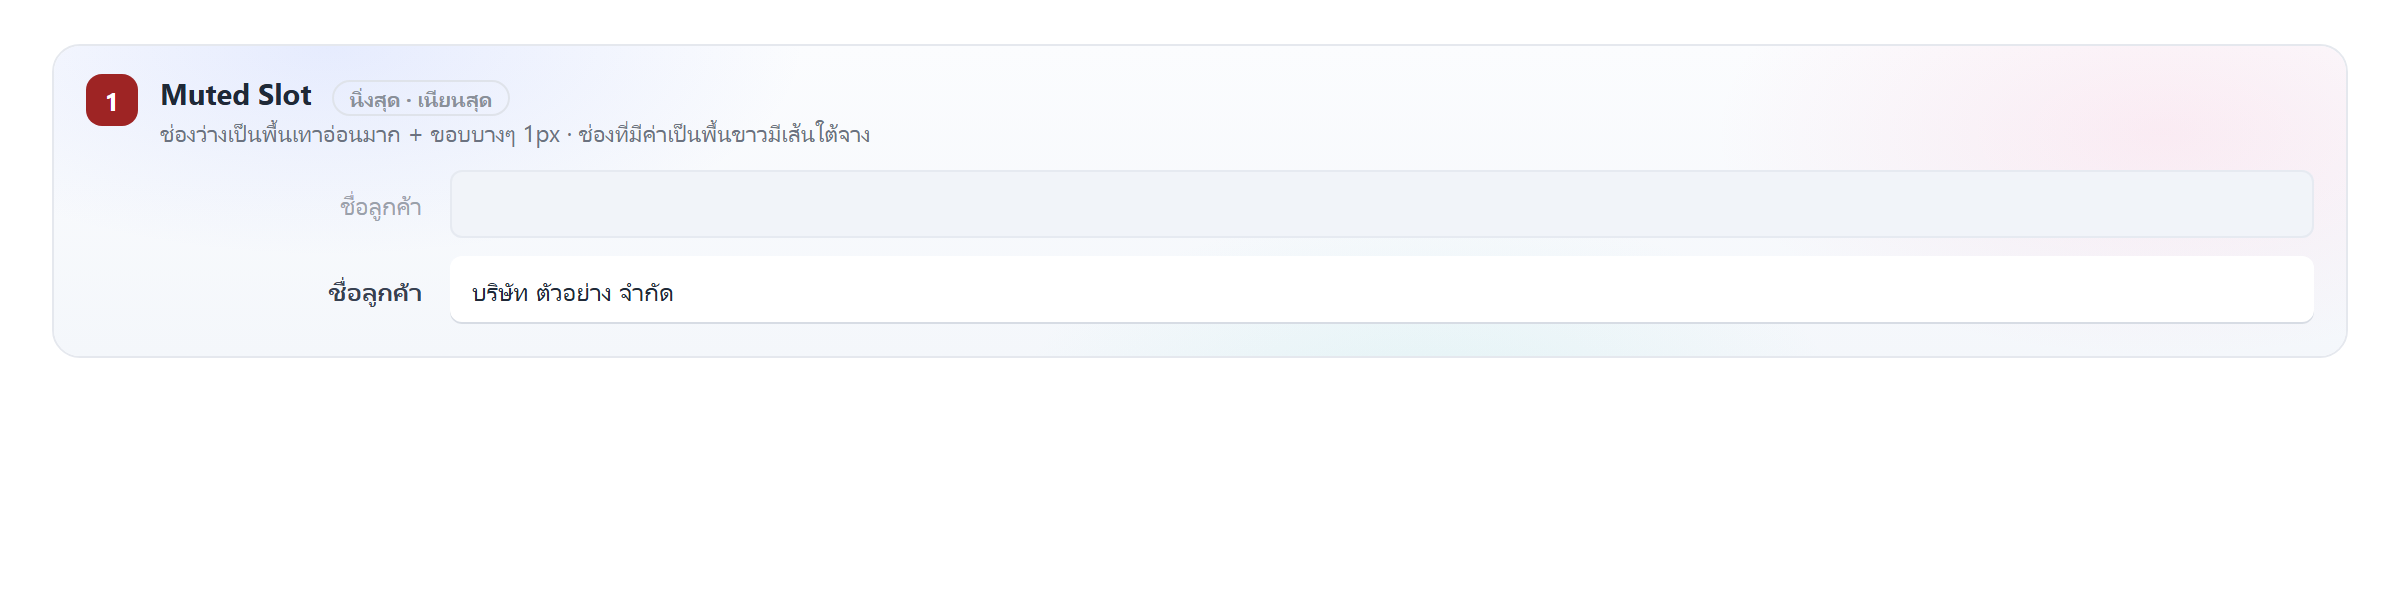 1
Muted Slot นิ่งสุด · เนียนสุด
ช่องว่างเป็นพื้นเทาอ่อนมาก + ขอบบางๆ 1px · ช่องที่มีค่าเป็นพื้นขาวมีเส้นใต้จาง
ชื่อลูกค้า
ชื่อลูกค้า บริษัท ตัวอย่าง จำกัด